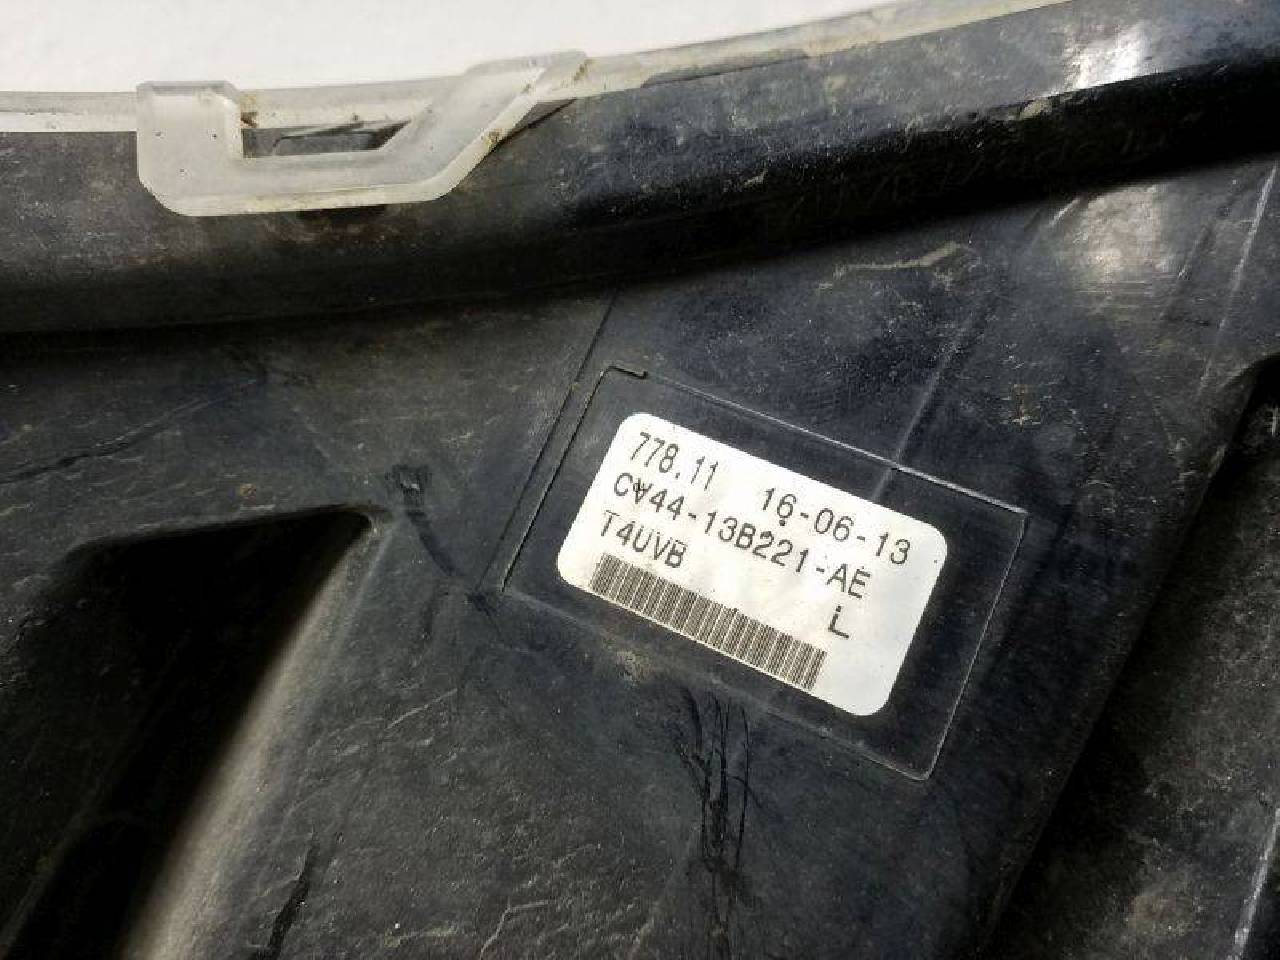 778.11 16-06-13
CV44-13B221-AE
T4UVB
L